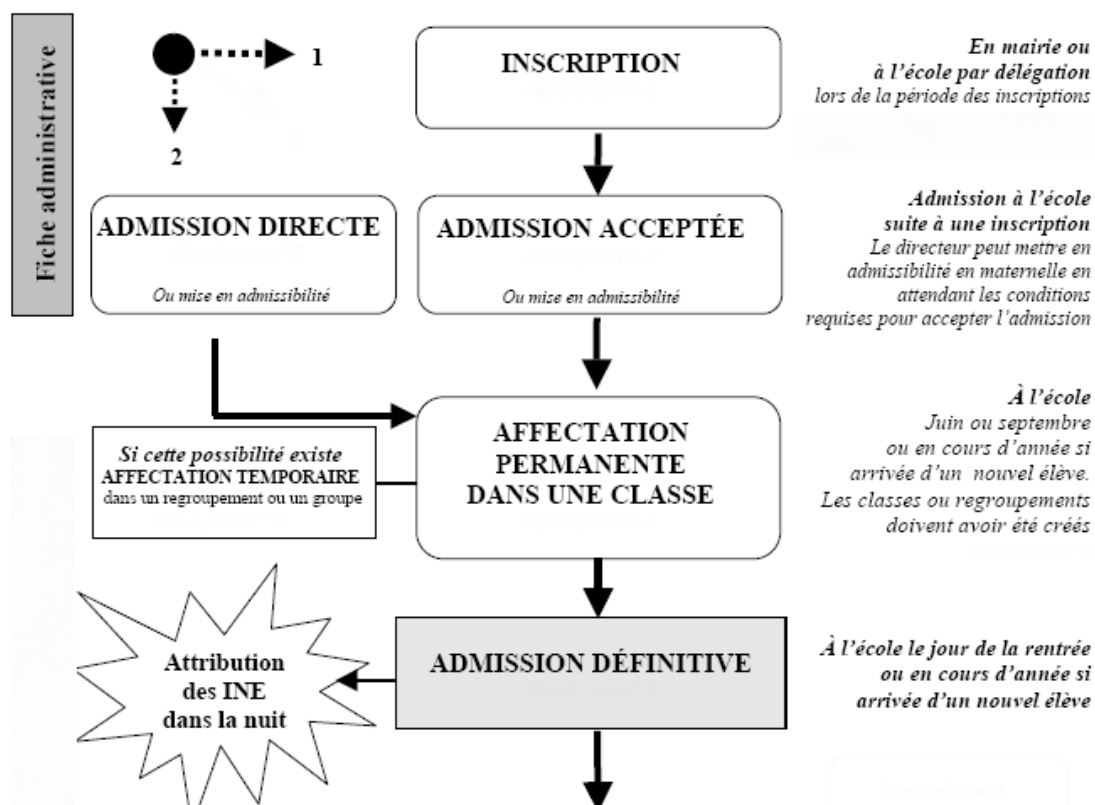 Fiche administrative
1
2
INSCRIPTION
En mairie ou
à l'école par délégation
lors de la période des inscriptions
ADMISSION DIRECTE
Ou mise en admissibilité
ADMISSION ACCEPTÉE
Ou mise en admissibilité
Admission à l'école
suite à une inscription
Le directeur peut mettre en
admissibilité en maternelle en
attendant les conditions
requises pour accepter l'admission
Si cette possibilité existe
AFFECTATION TEMPORAIRE
dans un regroupement ou un groupe
AFFECTATION
PERMANENTE
DANS UNE CLASSE
À l'école
Juin ou septembre
ou en cours d'année si
arrivée d'un nouvel élève.
Les classes ou regroupements
doivent avoir été créés
Attribution
des INE
dans la nuit
ADMISSION DÉFINITIVE
À l'école le jour de la rentrée
ou en cours d'année si
arrivée d'un nouvel élève